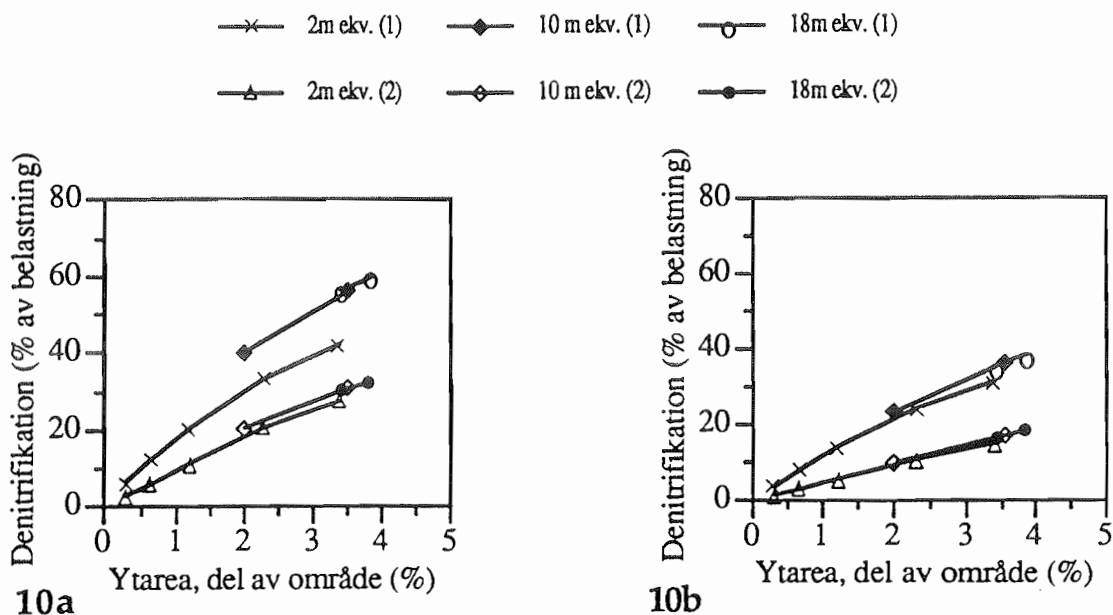 2m ekv. (1) 10 m ekv. (1) 18m ekv. (1)
2m ekv. (2) 10 m ekv. (2) 18m ekv. (2)
Denitrifikation (% av belastning)
80
60
40
20
0
0 1 2 3 4 5
Ytarea, del av område (%)
10a
Denitrifikation (% av belastning)
80
60
40
20
0
0 1 2 3 4 5
Ytarea, del av område (%)
10b